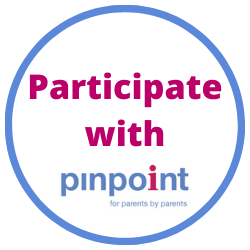 Participate
with
pinpoint
for parents by parents